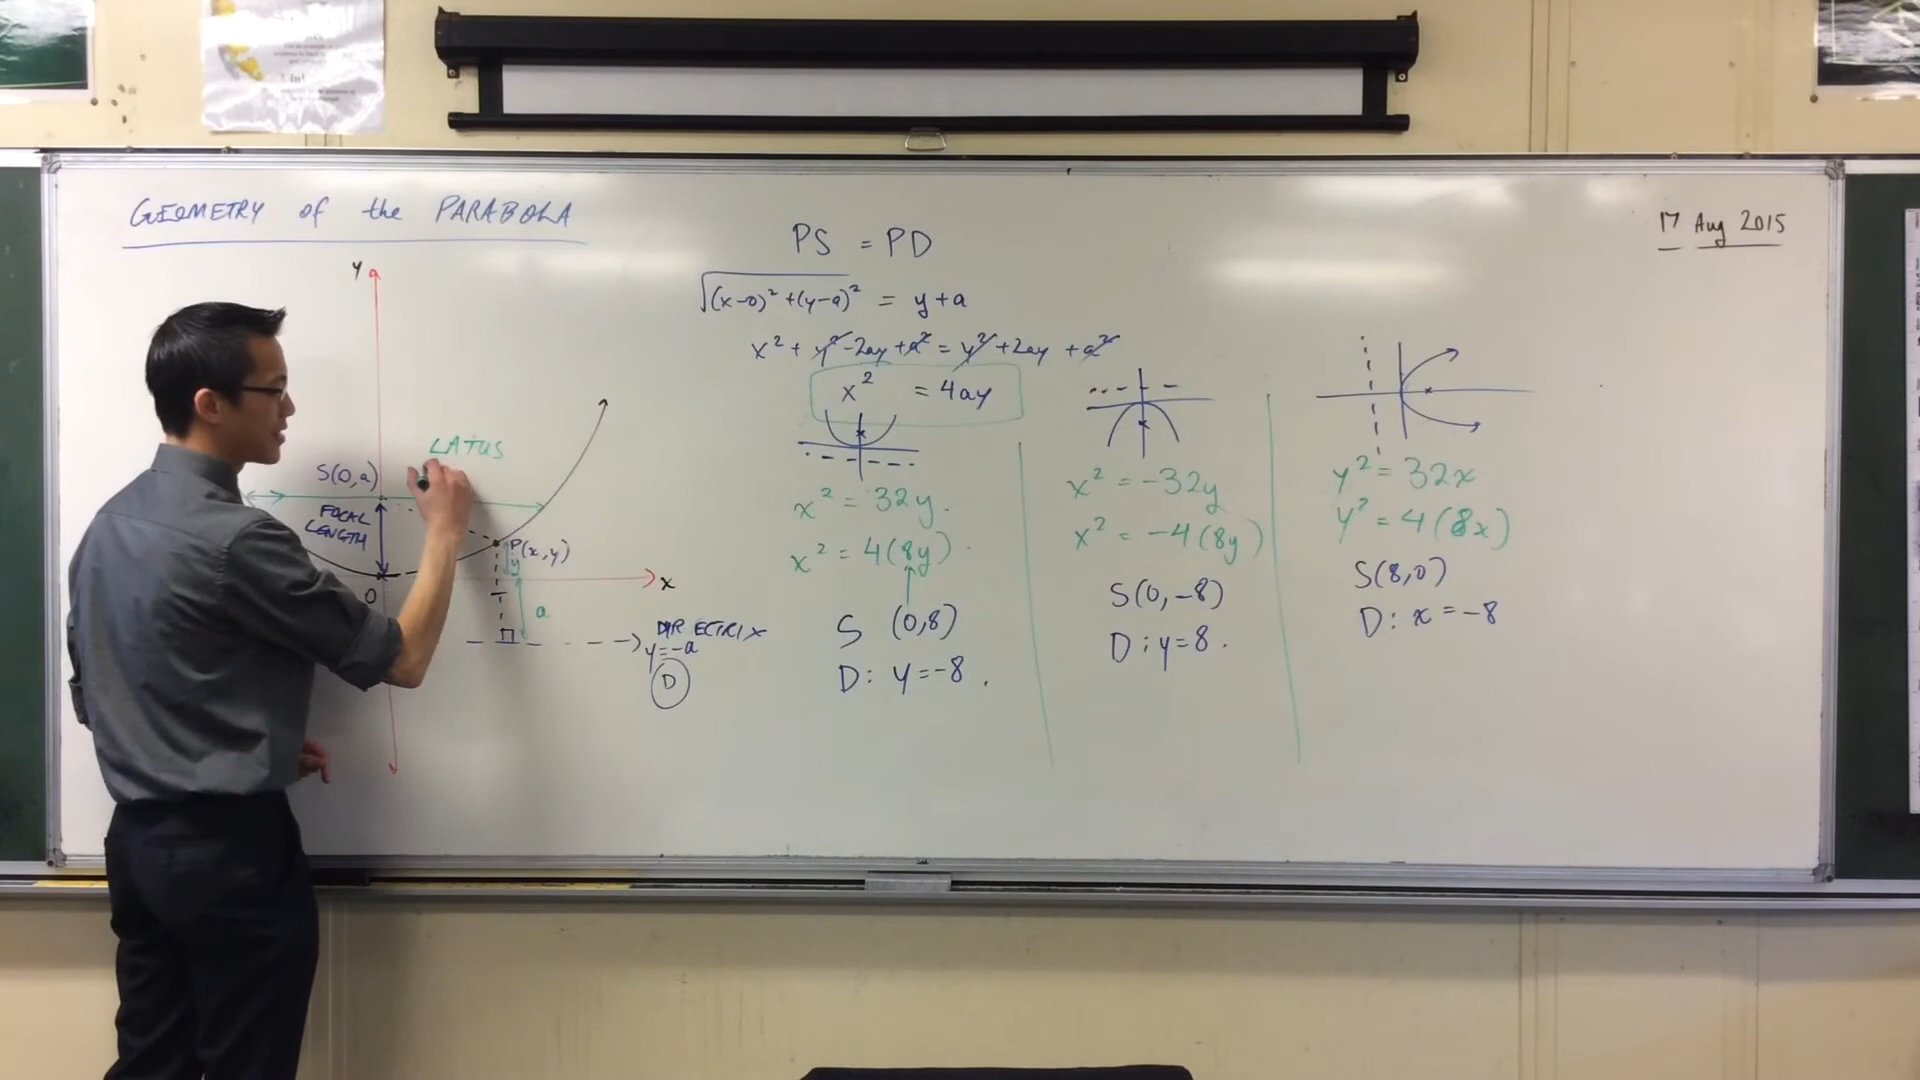 GEOMETRY of the PARABOLA
17 Aug 2015
y
LATUS
S(0,a)
FOCAL
LENGTH
P(x,y)
y
x
0
a
DIRECTRIX
y=-a
D
PS = PD
√(x-0)² + (y-a)² = y+a
x² + y² - 2ay + a² = y² + 2ay + a²
x² = 4ay
x² = 32y.
x² = 4(8y).
S (0,8)
D: y=-8.
x² = -32y
x² = -4(8y)
S(0,-8)
D: y=8.
y² = 32x
y² = 4(8x)
S(8,0)
D: x=-8